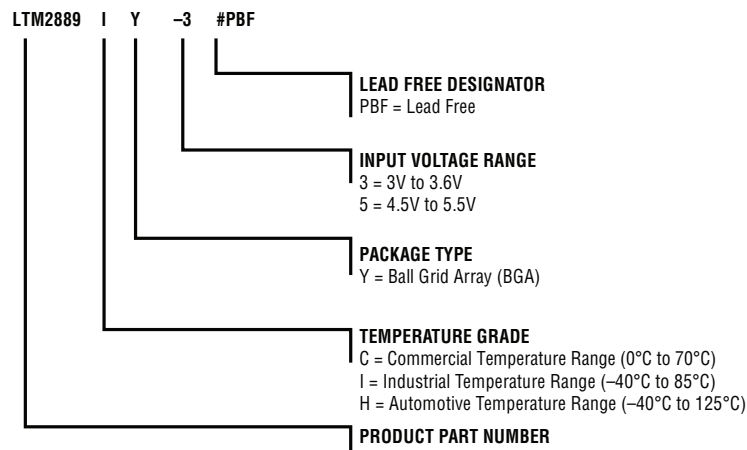 LTM2889 I Y –3 #PBF
LEAD FREE DESIGNATOR
PBF = Lead Free
INPUT VOLTAGE RANGE
3 = 3V to 3.6V
5 = 4.5V to 5.5V
PACKAGE TYPE
Y = Ball Grid Array (BGA)
TEMPERATURE GRADE
C = Commercial Temperature Range (0°C to 70°C)
I = Industrial Temperature Range (–40°C to 85°C)
H = Automotive Temperature Range (–40°C to 125°C)
PRODUCT PART NUMBER